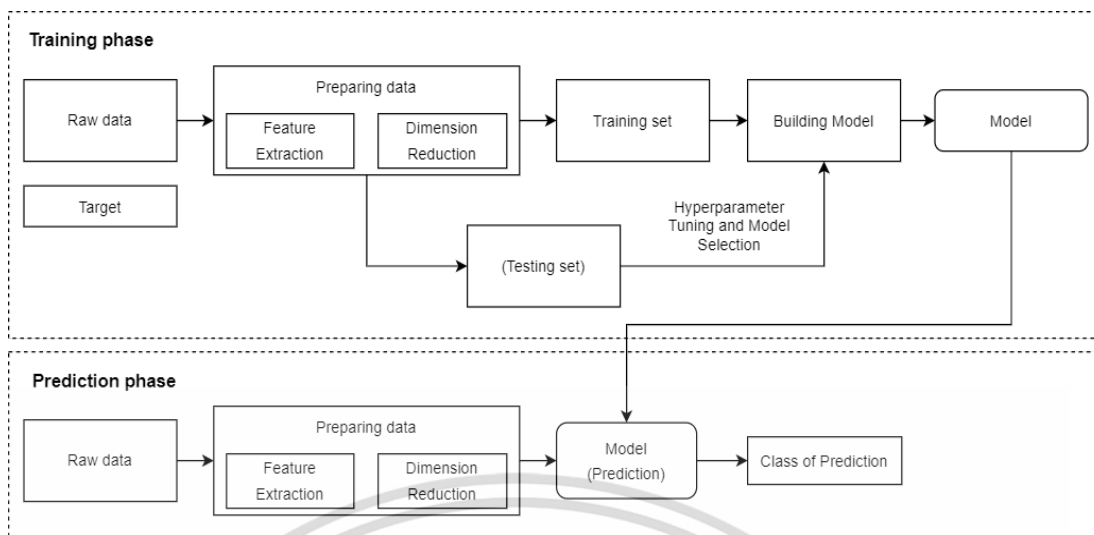 Training phase
Raw data
Preparing data
Feature
Extraction
Dimension
Reduction
Training set
Building Model
Model
Target
(Testing set)
Hyperparameter
Tuning and Model
Selection
Prediction phase
Raw data
Preparing data
Feature
Extraction
Dimension
Reduction
Model
(Prediction)
Class of Prediction